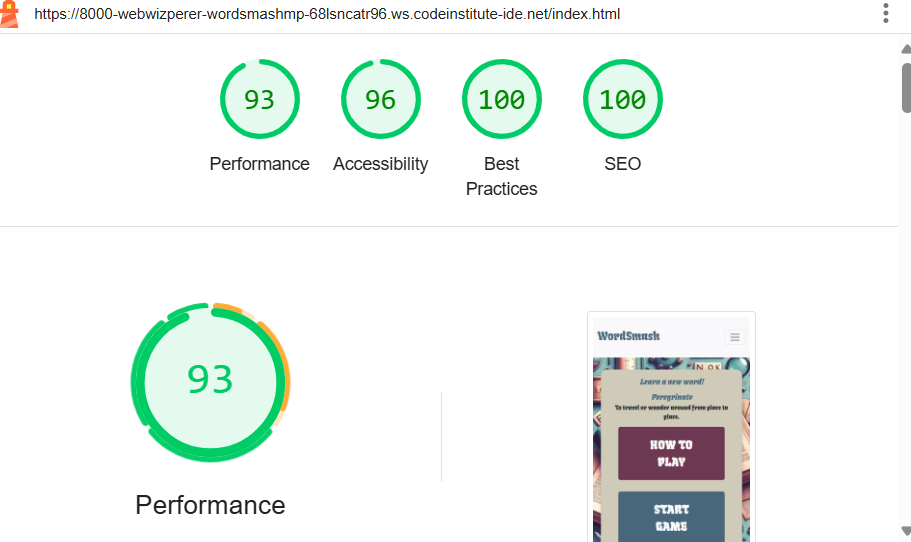 https://8000-webwizperer-wordsmashmp-68lsncatr96.ws.codeinstitute-ide.net/index.html
93
96
100
100
Performance
Accessibility
Best
Practices
SEO
93
Performance
WordSmash
N OK
Learn a new word!
Peregrinate
To travel or wander around from place to
place.
HOW TO
PLAY
START
GAME